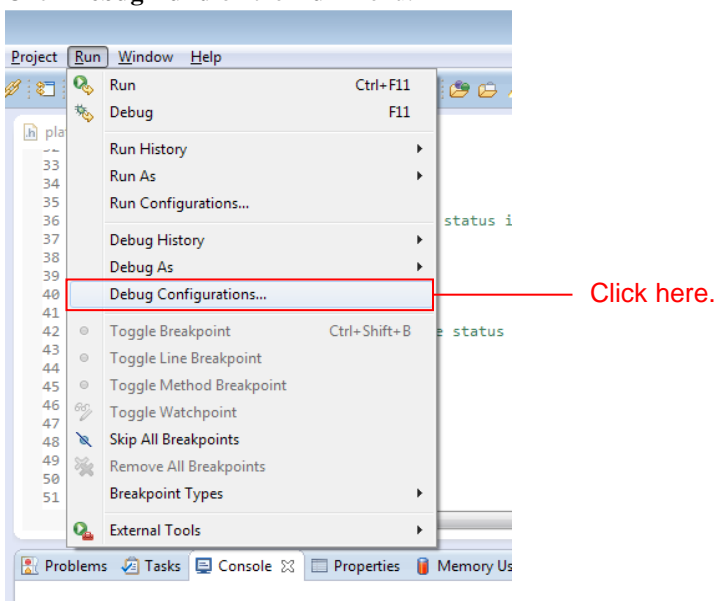 Project Run Window Help
Run Ctrl+F11
Debug F11
.h pla
Run History
33
Run As
34
35 Run Configurations...
36 status i
37 Debug History
38
39 Debug As
40 Debug Configurations... Click here.
41
42 Toggle Breakpoint Ctrl+Shift+B e status
43
44 Toggle Line Breakpoint
45 Toggle Method Breakpoint
46 Toggle Watchpoint
47
48 Skip All Breakpoints
49 Remove All Breakpoints
50
51 Breakpoint Types
External Tools
Problems Tasks Console Properties Memory Us